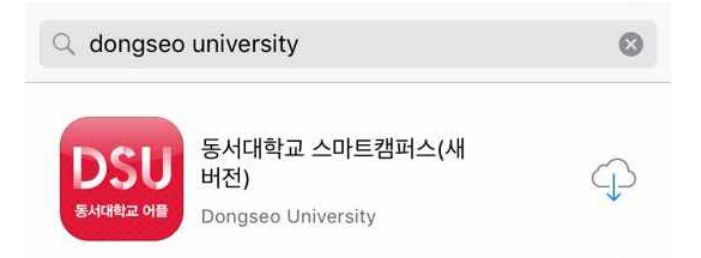 dongseo university
DSU
동서대학교 어플
동서대학교 스마트캠퍼스(새
버전)
Dongseo University